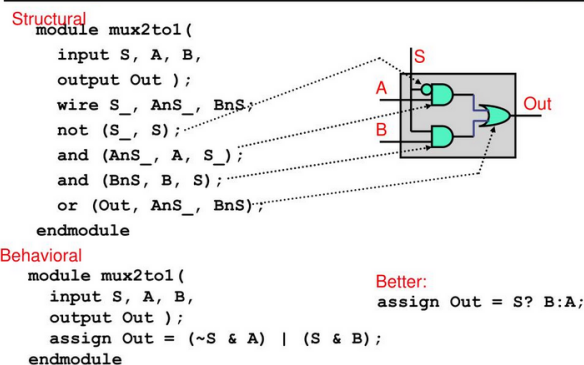 Structural
module mux2to1(
input S, A, B,
output Out );
wire S_, AnS_, BnS;
not (S_, S);
and (AnS_, A, S_);
and (BnS, B, S);
or (Out, AnS_, BnS);
endmodule
S
A
B
Out
Behavioral
module mux2to1(
input S, A, B,
output Out );
assign Out = (~S & A) | (S & B);
endmodule
Better:
assign Out = S? B:A;